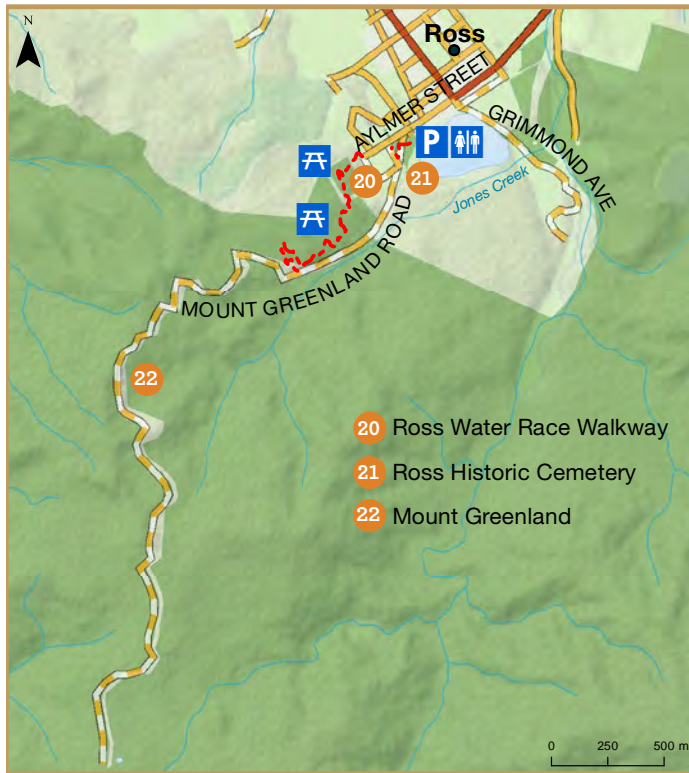 N
Ross
AYLMER STREET
GRIMMOND AVE
P
20
21
Jones Creek
MOUNT GREENLAND ROAD
22
20 Ross Water Race Walkway
21 Ross Historic Cemetery
22 Mount Greenland
0 250 500 m